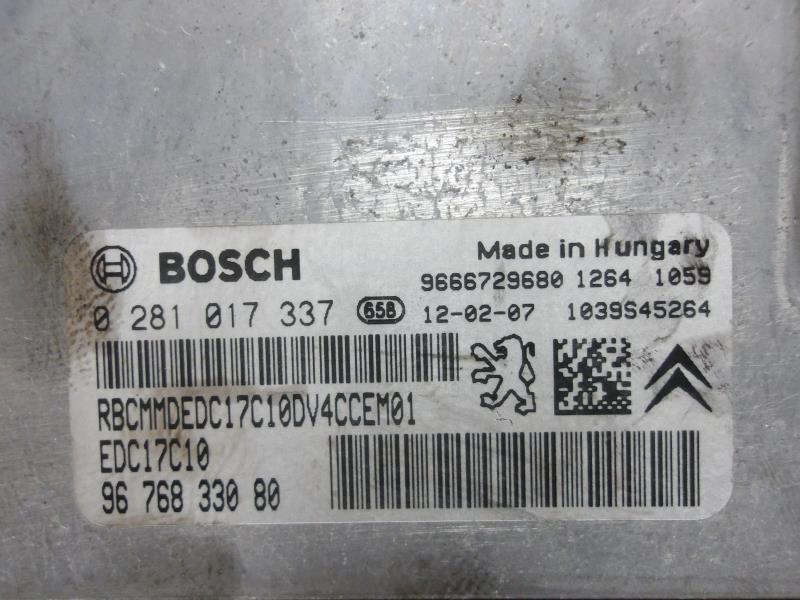 BOSCH
Made in Hungary
9666729680 1264 1059
0 281 017 337 658 12-02-07 1039S45264
RBCMMDEDC17C10DV4CCEM01
EDC17C10
96 768 330 80